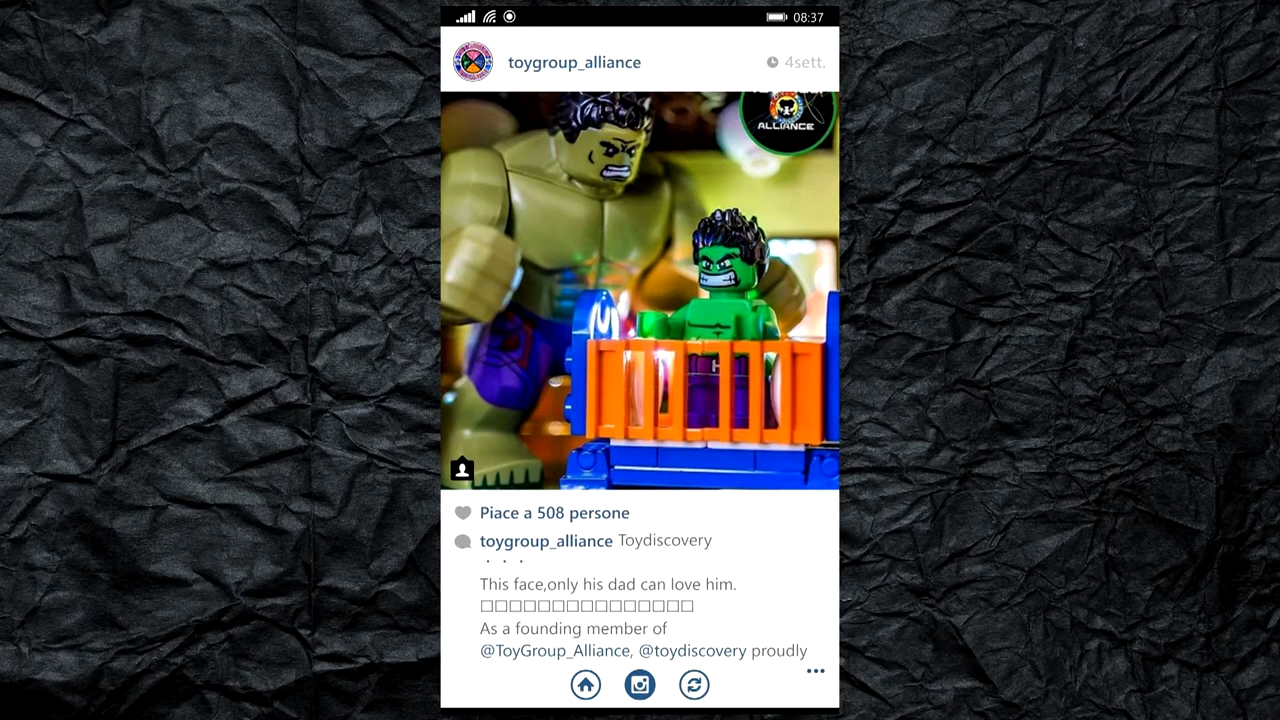 08:37
toygroup_alliance
4sett.
ALLIANCE
Piace a 508 persone
toygroup_alliance Toydiscovery
. . .
This face,only his dad can love him.
□□□□□□□□□□□□□□□
As a founding member of
@ToyGroup_Alliance, @toydiscovery proudly